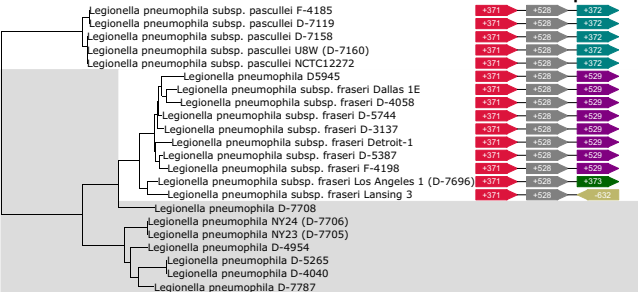 Legionella pneumophila subsp. pascullei F-4185 +371 +528 +372
Legionella pneumophila subsp. pascullei D-7119 +371 +528 +372
Legionella pneumophila subsp. pascullei D-7158 +371 +528 +372
Legionella pneumophila subsp. pascullei U8W (D-7160) +371 +528 +372
Legionella pneumophila subsp. pascullei NCTC12272 +371 +528 +372
Legionella pneumophila D5945 +371 +528 +529
Legionella pneumophila subsp. fraseri Dallas 1E +371 +528 +529
Legionella pneumophila subsp. fraseri D-4058 +371 +528 +529
Legionella pneumophila subsp. fraseri D-5744 +371 +528 +529
Legionella pneumophila subsp. fraseri D-3137 +371 +528 +529
Legionella pneumophila subsp. fraseri Detroit-1 +371 +528 +529
Legionella pneumophila subsp. fraseri D-5387 +371 +528 +529
Legionella pneumophila subsp. fraseri F-4198 +371 +528 +529
Legionella pneumophila subsp. fraseri Los Angeles 1 (D-7696) +371 +528 +373
Legionella pneumophila subsp. fraseri Lansing 3 +371 +528 -632
Legionella pneumophila D-7708
Legionella pneumophila NY24 (D-7706)
Legionella pneumophila NY23 (D-7705)
Legionella pneumophila D-4954
Legionella pneumophila D-5265
Legionella pneumophila D-4040
Legionella pneumophila D-7787